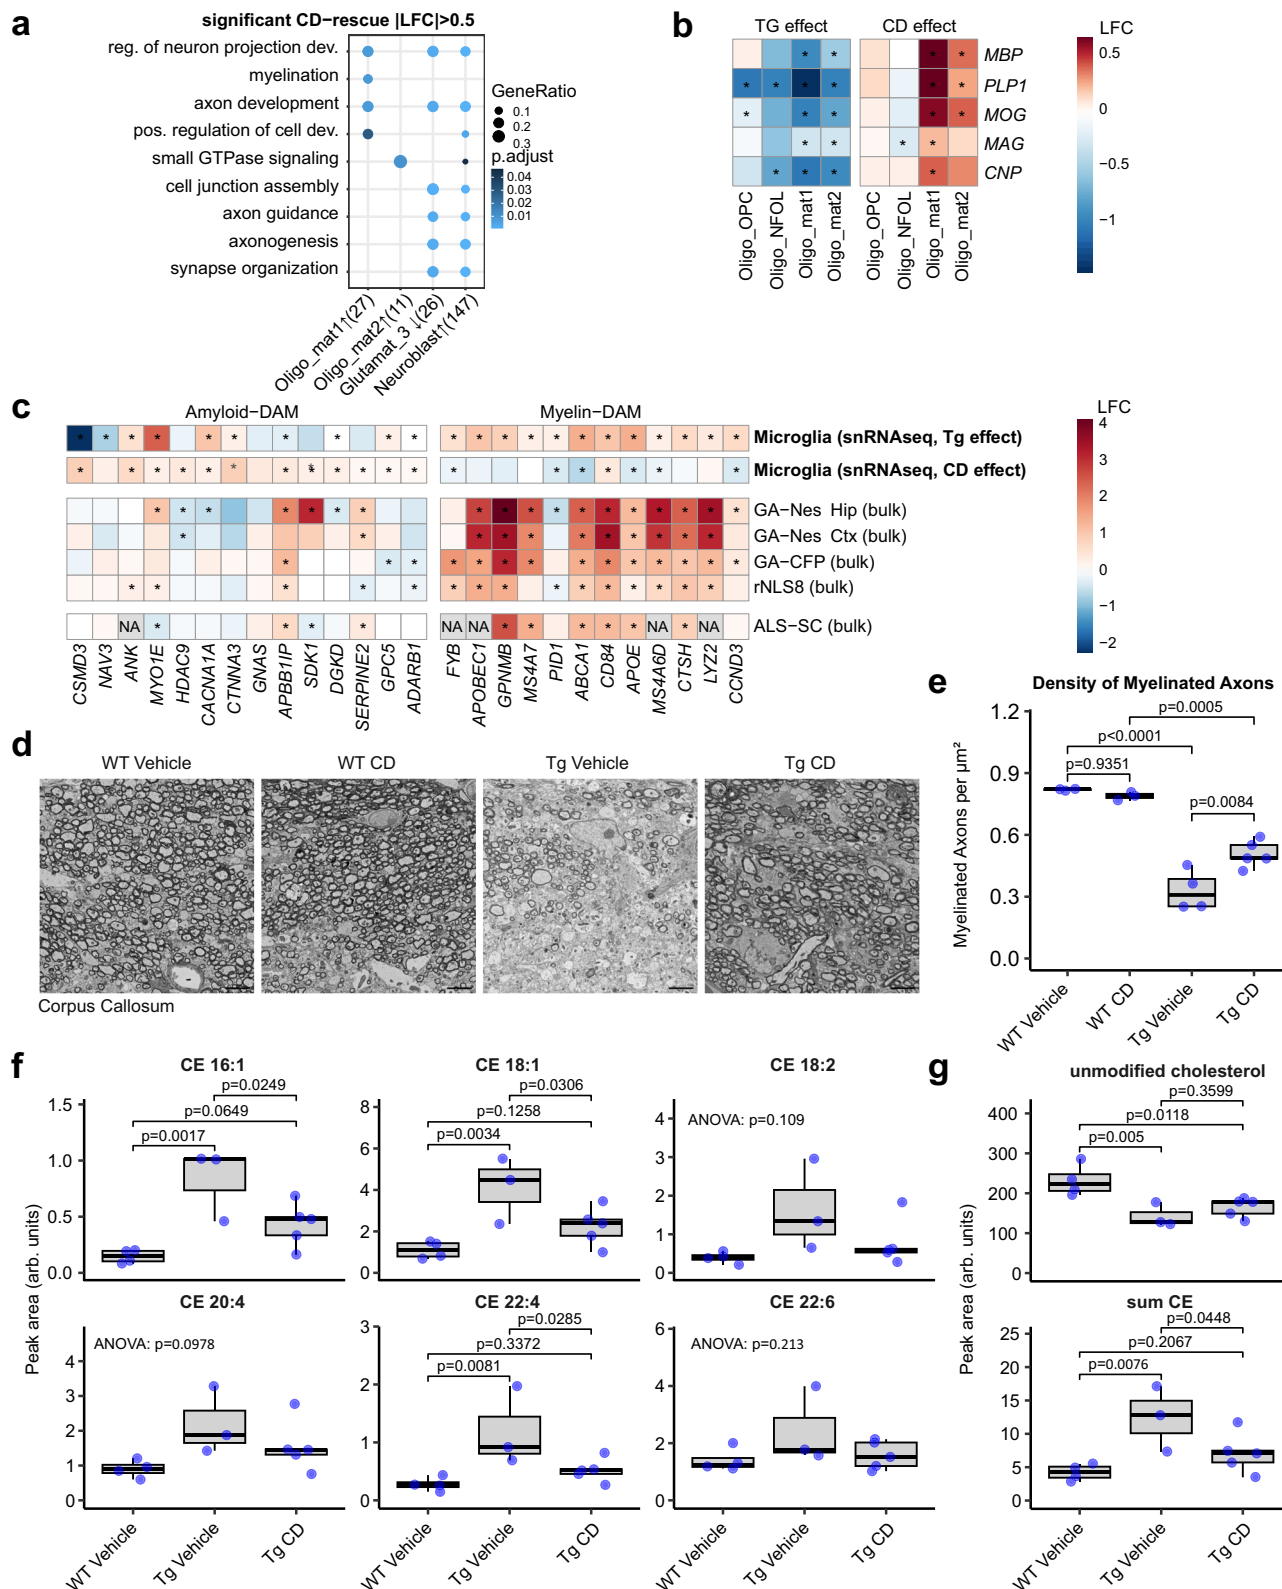 a
significant CD−rescue |LFC|>0.5
reg. of neuron projection dev.
myelination
axon development
pos. regulation of cell dev.
small GTPase signaling
cell junction assembly
axon guidance
axonogenesis
synapse organization
Oligo_mat1↑(27)
Oligo_mat2↑(11)
Glutamat_3 ↓(26)
Neuroblast↑(147)
GeneRatio
0.1
0.2
0.3
p.adjust
0.04
0.03
0.02
0.01
b
TG effect
CD effect
MBP
PLP1
MOG
MAG
CNP
Oligo_OPC
Oligo_NFOL
Oligo_mat1
Oligo_mat2
Oligo_OPC
Oligo_NFOL
Oligo_mat1
Oligo_mat2
LFC
0.5
0
−0.5
−1
c
Amyloid−DAM
Myelin−DAM
Microglia (snRNAseq, Tg effect)
Microglia (snRNAseq, CD effect)
GA−Nes Hip (bulk)
GA−Nes Ctx (bulk)
GA−CFP (bulk)
rNLS8 (bulk)
NA
NA
NA
NA
NA
ALS−SC (bulk)
CSMD3
NAV3
ANK
MYO1E
HDAC9
CACNA1A
CTNNA3
GNAS
APBB1IP
SDK1
DGKD
SERPINE2
GPC5
ADARB1
FYB
APOBEC1
GPNMB
MS4A7
PID1
ABCA1
CD84
APOE
MS4A6D
CTSH
LYZ2
CCND3
LFC
4
3
2
1
0
−1
−2
d
WT Vehicle
WT CD
Tg Vehicle
Tg CD
Corpus Callosum
e
Density of Myelinated Axons
Myelinated Axons per µm²
1.2
0.9
0.6
0.3
0.0
p=0.0005
p<0.0001
p=0.9351
p=0.0084
WT Vehicle
WT CD
Tg Vehicle
Tg CD
f
Peak area (arb. units)
CE 16:1
1.5
1.0
0.5
0.0
p=0.0249
p=0.0649
p=0.0017
CE 18:1
8
6
4
2
0
p=0.0306
p=0.1258
p=0.0034
CE 18:2
4
3
2
1
0
ANOVA: p=0.109
CE 20:4
4
3
2
1
0
ANOVA: p=0.0978
WT Vehicle
Tg Vehicle
Tg CD
CE 22:4
3
2
1
0
p=0.0285
p=0.3372
p=0.0081
WT Vehicle
Tg Vehicle
Tg CD
CE 22:6
6
4
2
0
ANOVA: p=0.213
WT Vehicle
Tg Vehicle
Tg CD
g
Peak area (arb. units)
unmodified cholesterol
400
300
200
100
0
p=0.3599
p=0.0118
p=0.005
sum CE
25
20
15
10
5
0
p=0.0448
p=0.2067
p=0.0076
WT Vehicle
Tg Vehicle
Tg CD